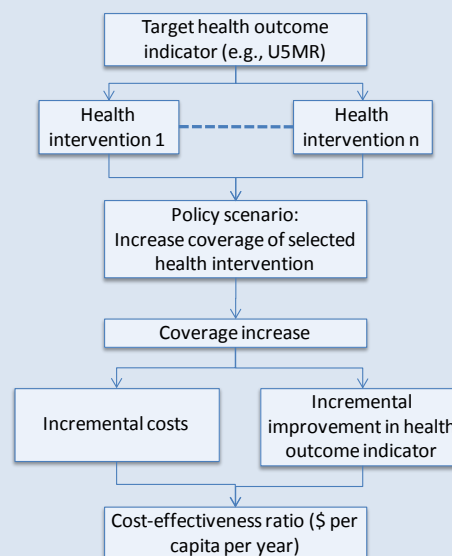 Target health outcome
indicator (e.g., U5MR)
Health
intervention 1
Health
intervention n
Policy scenario:
Increase coverage of selected
health intervention
Coverage increase
Incremental costs
Incremental
improvement in health
outcome indicator
Cost-effectiveness ratio ($ per
capita per year)